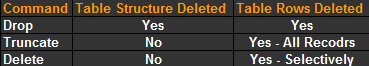 Command Table Structure Deleted Table Rows Deleted
Drop Yes Yes
Truncate No Yes - All Recodrs
Delete No Yes - Selectively